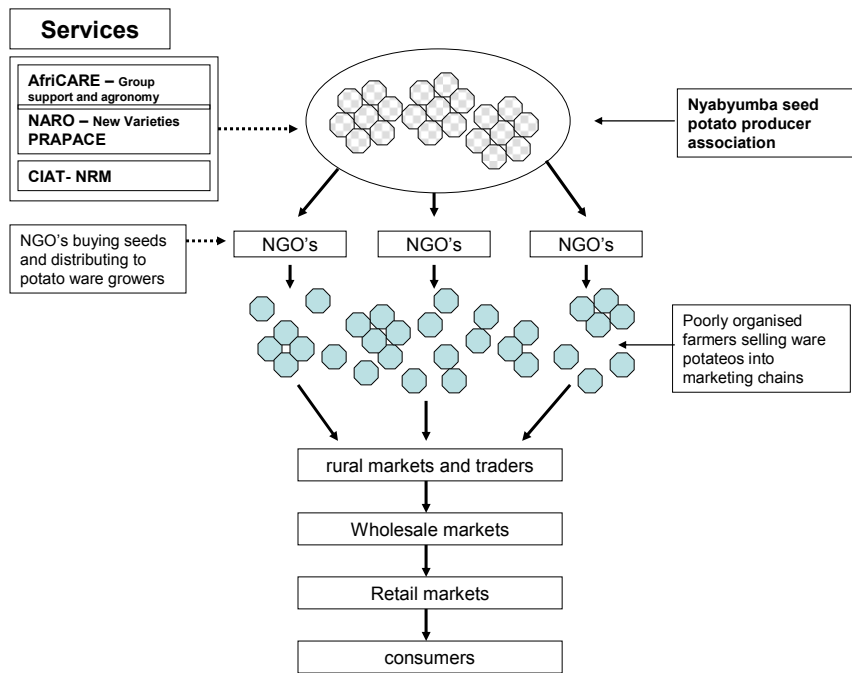 Services
AfriCARE – Group
support and agronomy
NARO – New Varieties
PRAPACE
CIAT- NRM
Nyabyumba seed
potato producer
association
NGO's buying seeds
and distributing to
potato ware growers
NGO's
NGO's
NGO's
Poorly organised
farmers selling ware
potateos into
marketing chains
rural markets and traders
Wholesale markets
Retail markets
consumers